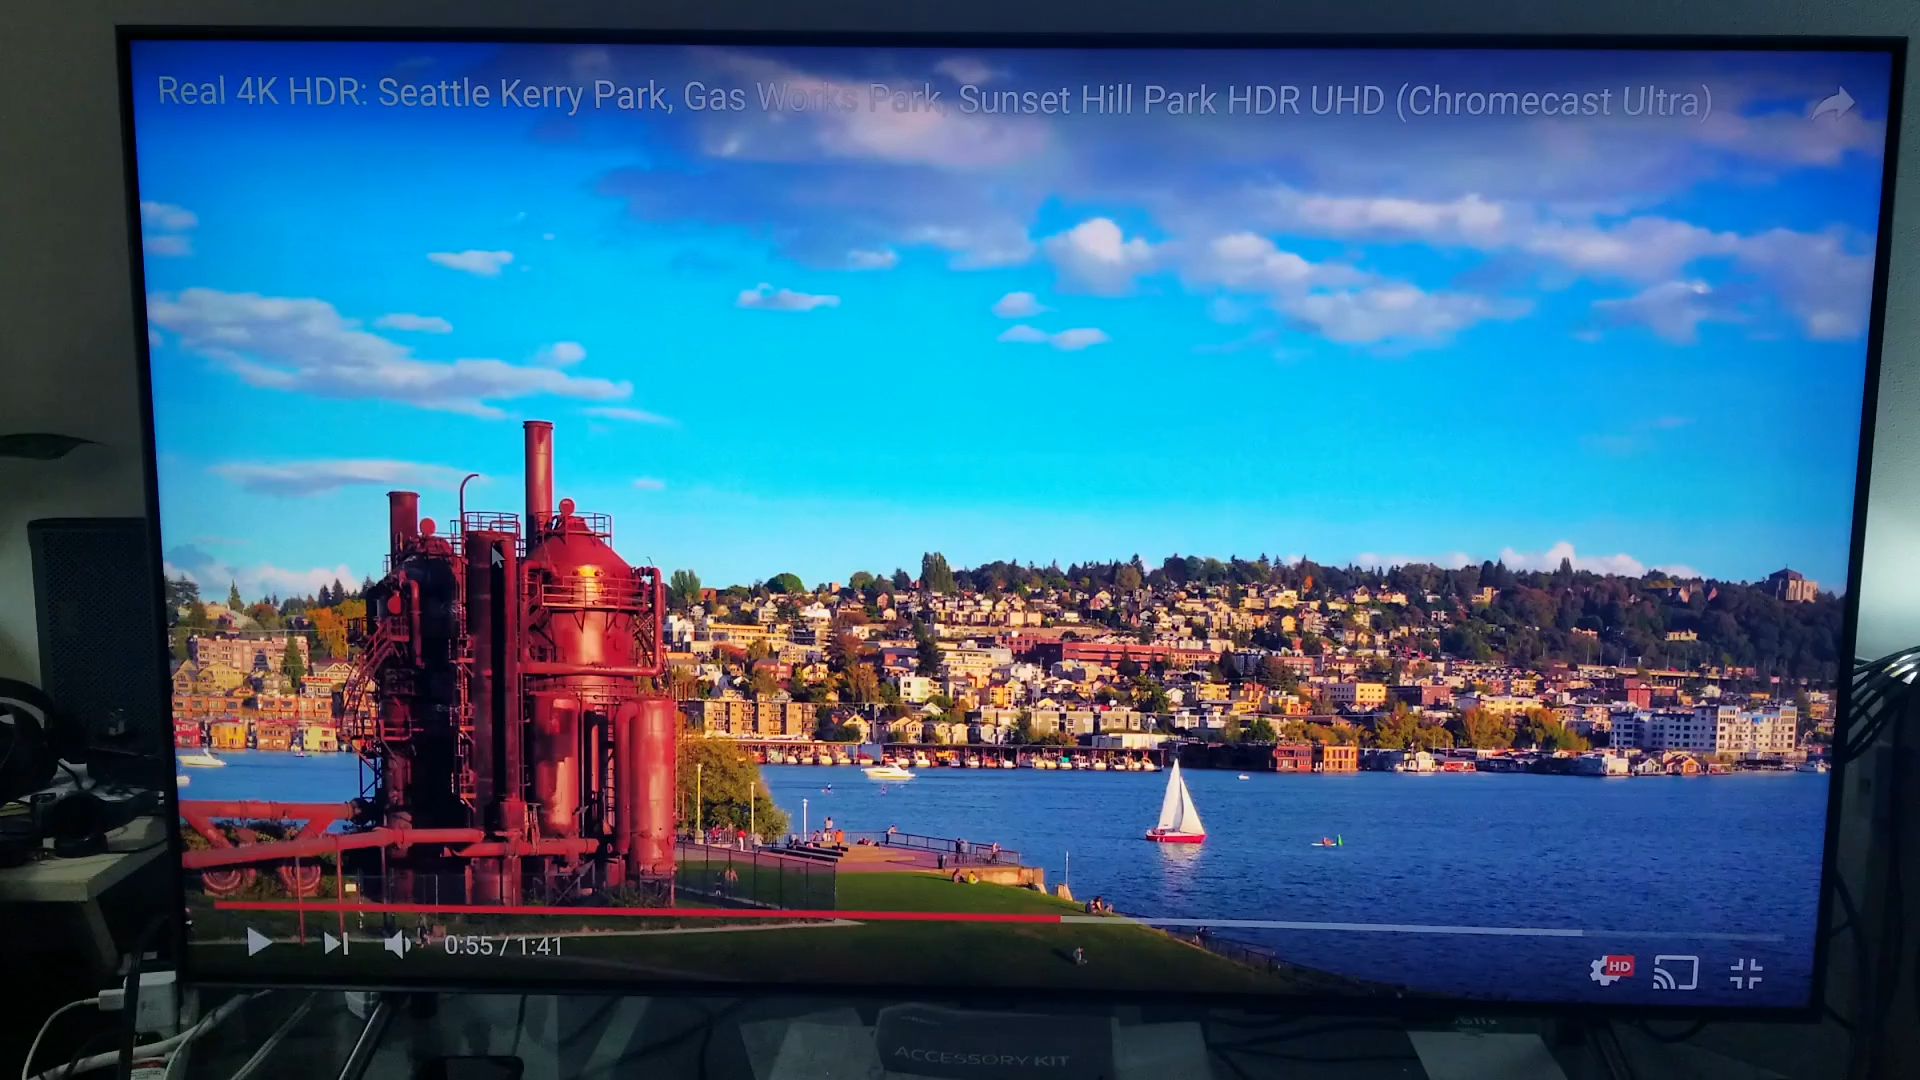 Real 4K HDR: Seattle Kerry Park, Gas Works Park, Sunset Hill Park HDR UHD (Chromecast Ultra)
0:55 / 1:41
HD
ACCESSORY KIT